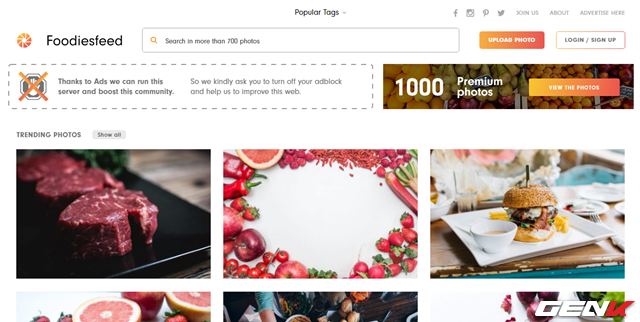 Popular Tags
JOIN US
ABOUT
ADVERTISE HERE
Foodiesfeed
Search in more than 700 photos
UPLOAD PHOTO
LOGIN / SIGN UP
Thanks to Ads we can run this
server and boost this community.
So we kindly ask you to turn off your adblock
and help us to improve this web.
1000
Premium
photos
VIEW THE PHOTOS
TRENDING PHOTOS
Show all
GENK